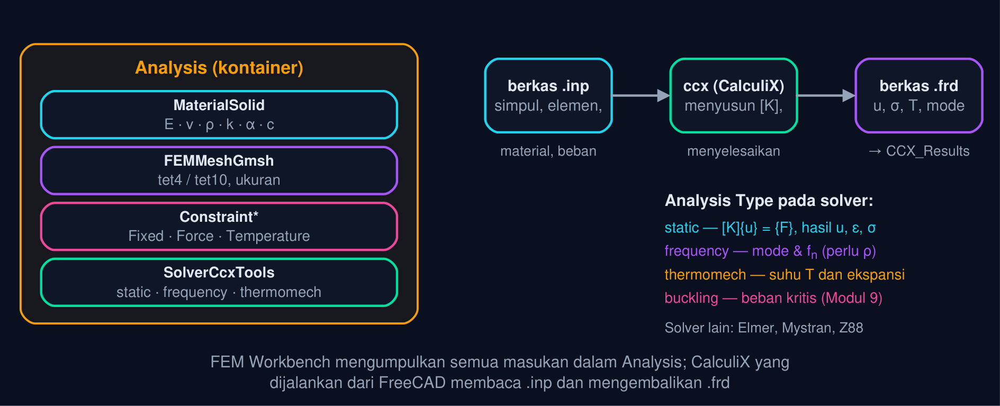 Analysis (kontainer)
MaterialSolid
E · ν · ρ · k · α · c
FEMMeshGmsh
tet4 / tet10, ukuran
Constraint*
Fixed · Force · Temperature
SolverCcxTools
static · frequency · thermomech
berkas .inp
simpul, elemen,
material, beban
ccx (CalculiX)
menyusun [K],
menyelesaikan
berkas .frd
u, σ, T, mode
→ CCX_Results
Analysis Type pada solver:
static — [K]{u} = {F}, hasil u, ε, σ
frequency — mode & fn (perlu ρ)
thermomech — suhu T dan ekspansi
buckling — beban kritis (Modul 9)
Solver lain: Elmer, Mystran, Z88
FEM Workbench mengumpulkan semua masukan dalam Analysis; CalculiX yang
dijalankan dari FreeCAD membaca .inp dan mengembalikan .frd